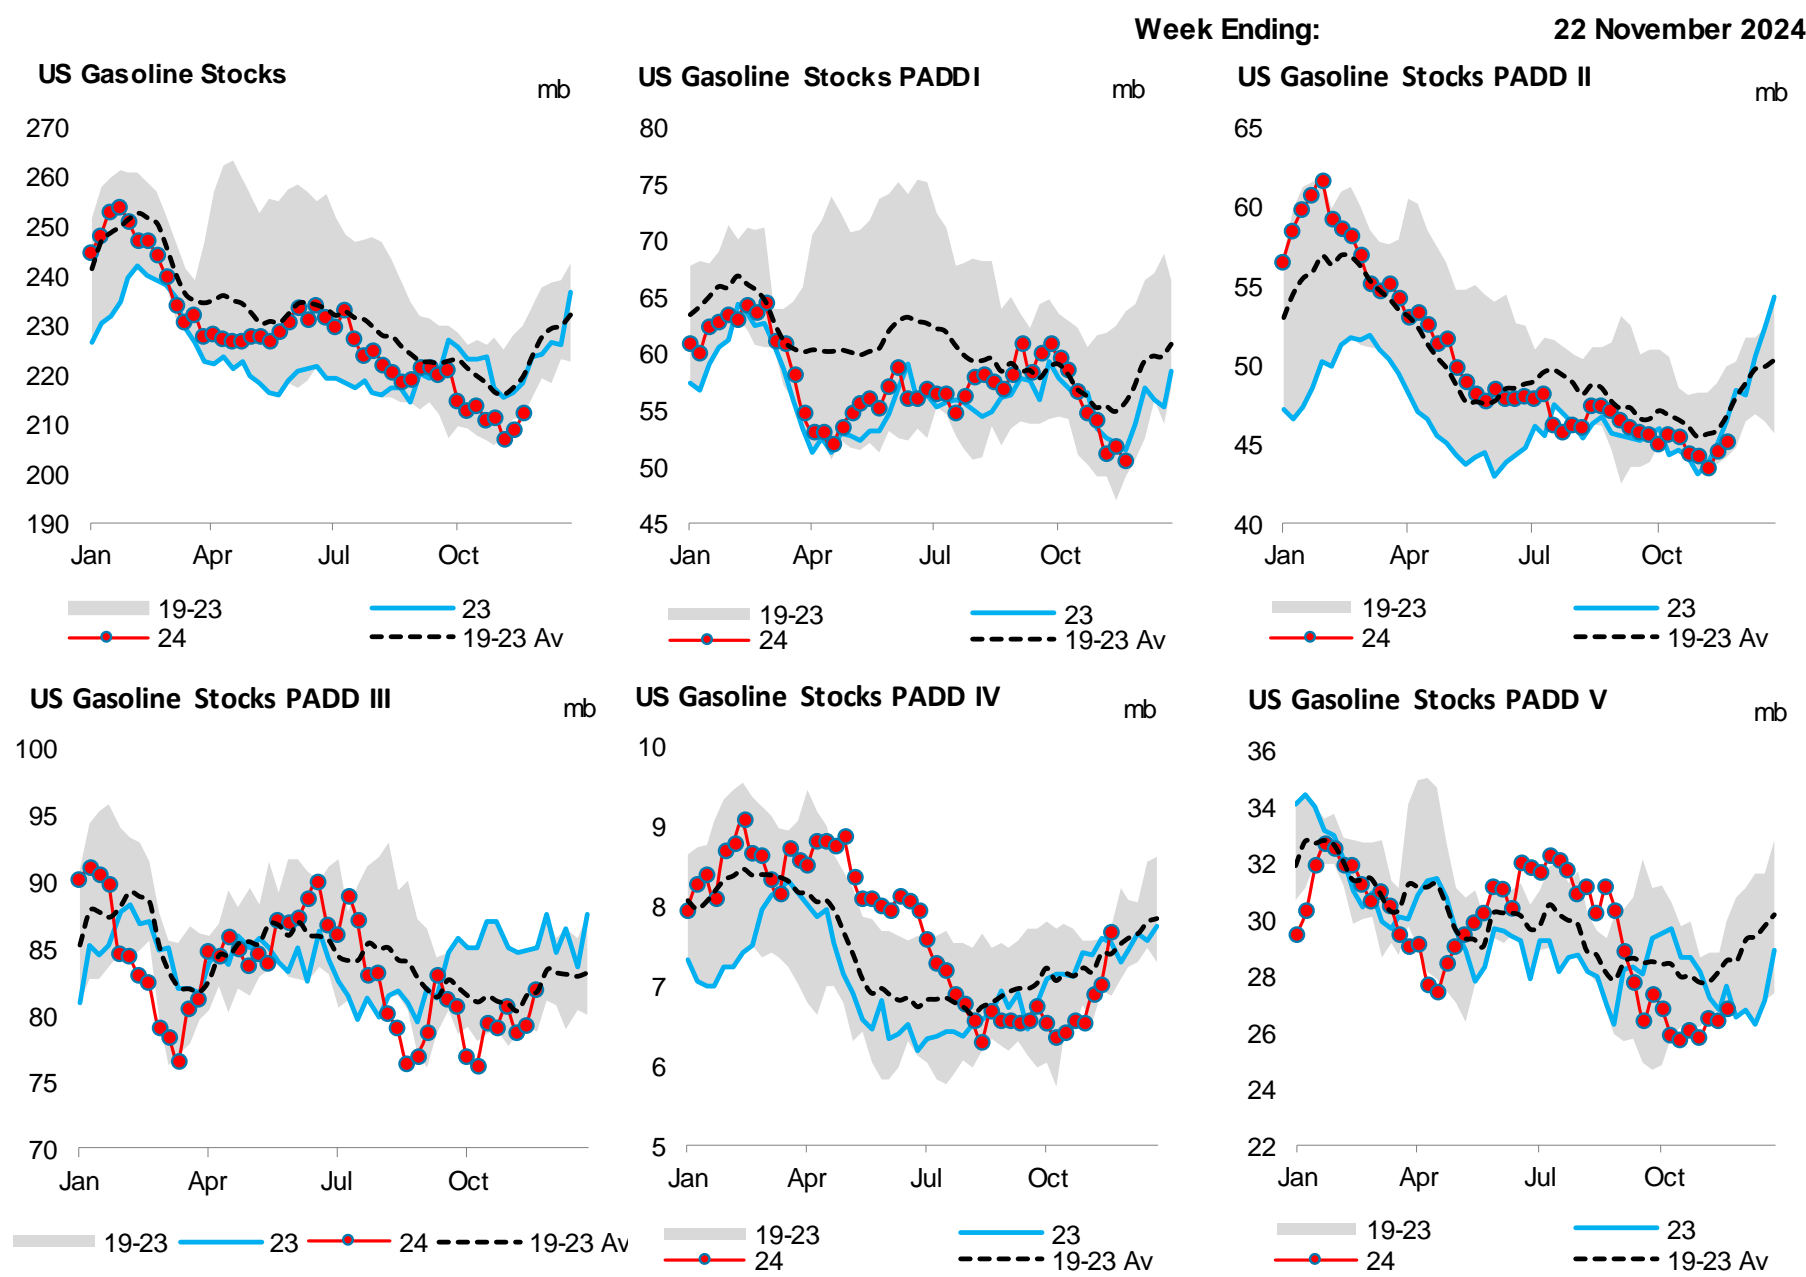 Week Ending: 22 November 2024
US Gasoline Stocks
mb
270
260
250
240
230
220
210
200
190
Jan Apr Jul Oct
19-23 23
24 19-23 Av
US Gasoline Stocks PADD I
mb
80
75
70
65
60
55
50
45
Jan Apr Jul Oct
19-23 23
24 19-23 Av
US Gasoline Stocks PADD II
mb
65
60
55
50
45
40
Jan Apr Jul Oct
19-23 23
24 19-23 Av
US Gasoline Stocks PADD III
mb
100
95
90
85
80
75
70
Jan Apr Jul Oct
19-23 23 24 19-23 Av
US Gasoline Stocks PADD IV
mb
10
9
8
7
6
5
Jan Apr Jul Oct
19-23 23
24 19-23 Av
US Gasoline Stocks PADD V
mb
36
34
32
30
28
26
24
22
Jan Apr Jul Oct
19-23 23
24 19-23 Av